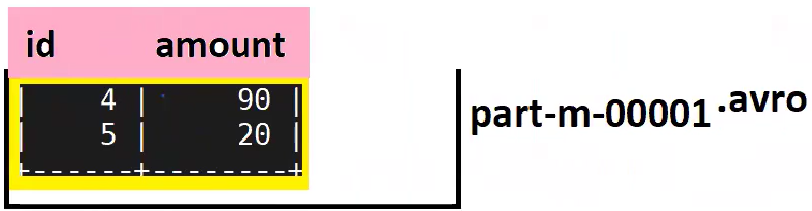 id amount
| 4 | 90 |
| 5 | 20 |
+-------+---------+
part-m-00001.avro